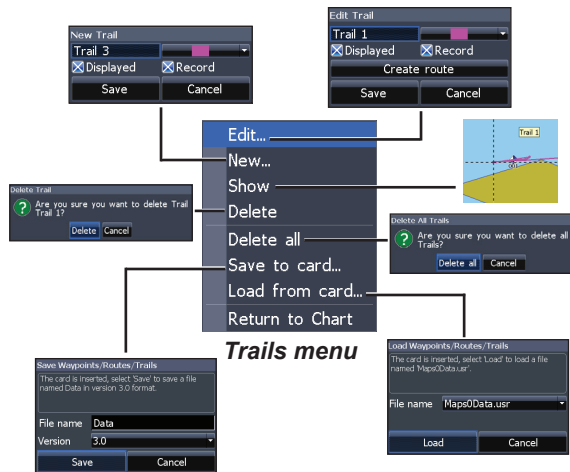 New Trail
Trail 3
Displayed Record
Save Cancel
Edit Trail
Trail 1
Displayed Record
Create route
Save Cancel
Edit...
New...
Show
Delete
Delete all
Save to card...
Load from card...
Return to Chart
Trails menu
Trail 1
001
Delete Trail
Are you sure you want to delete Trail
Trail 1?
Delete Cancel
Delete All Trails
Are you sure you want to delete all
Trails?
Delete all Cancel
Save Waypoints/Routes/Trails
The card is inserted, select 'Save' to save a file
named Data in version 3.0 format.
File name Data
Version 3.0
Save Cancel
Load Waypoints/Routes/Trails
The card is inserted, select 'Load' to load a file
named 'Maps0Data.usr'.
File name Maps0Data.usr
Load Cancel